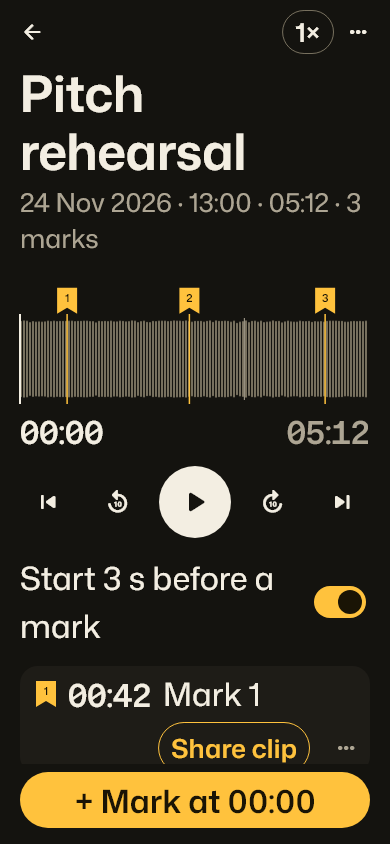 1×
Pitch
rehearsal
24 Nov 2026 · 13:00 · 05:12 · 3
marks
1 2 3
00:00 05:12
10 10
Start 3 s before a
mark
1 00:42 Mark 1
Share clip
+ Mark at 00:00